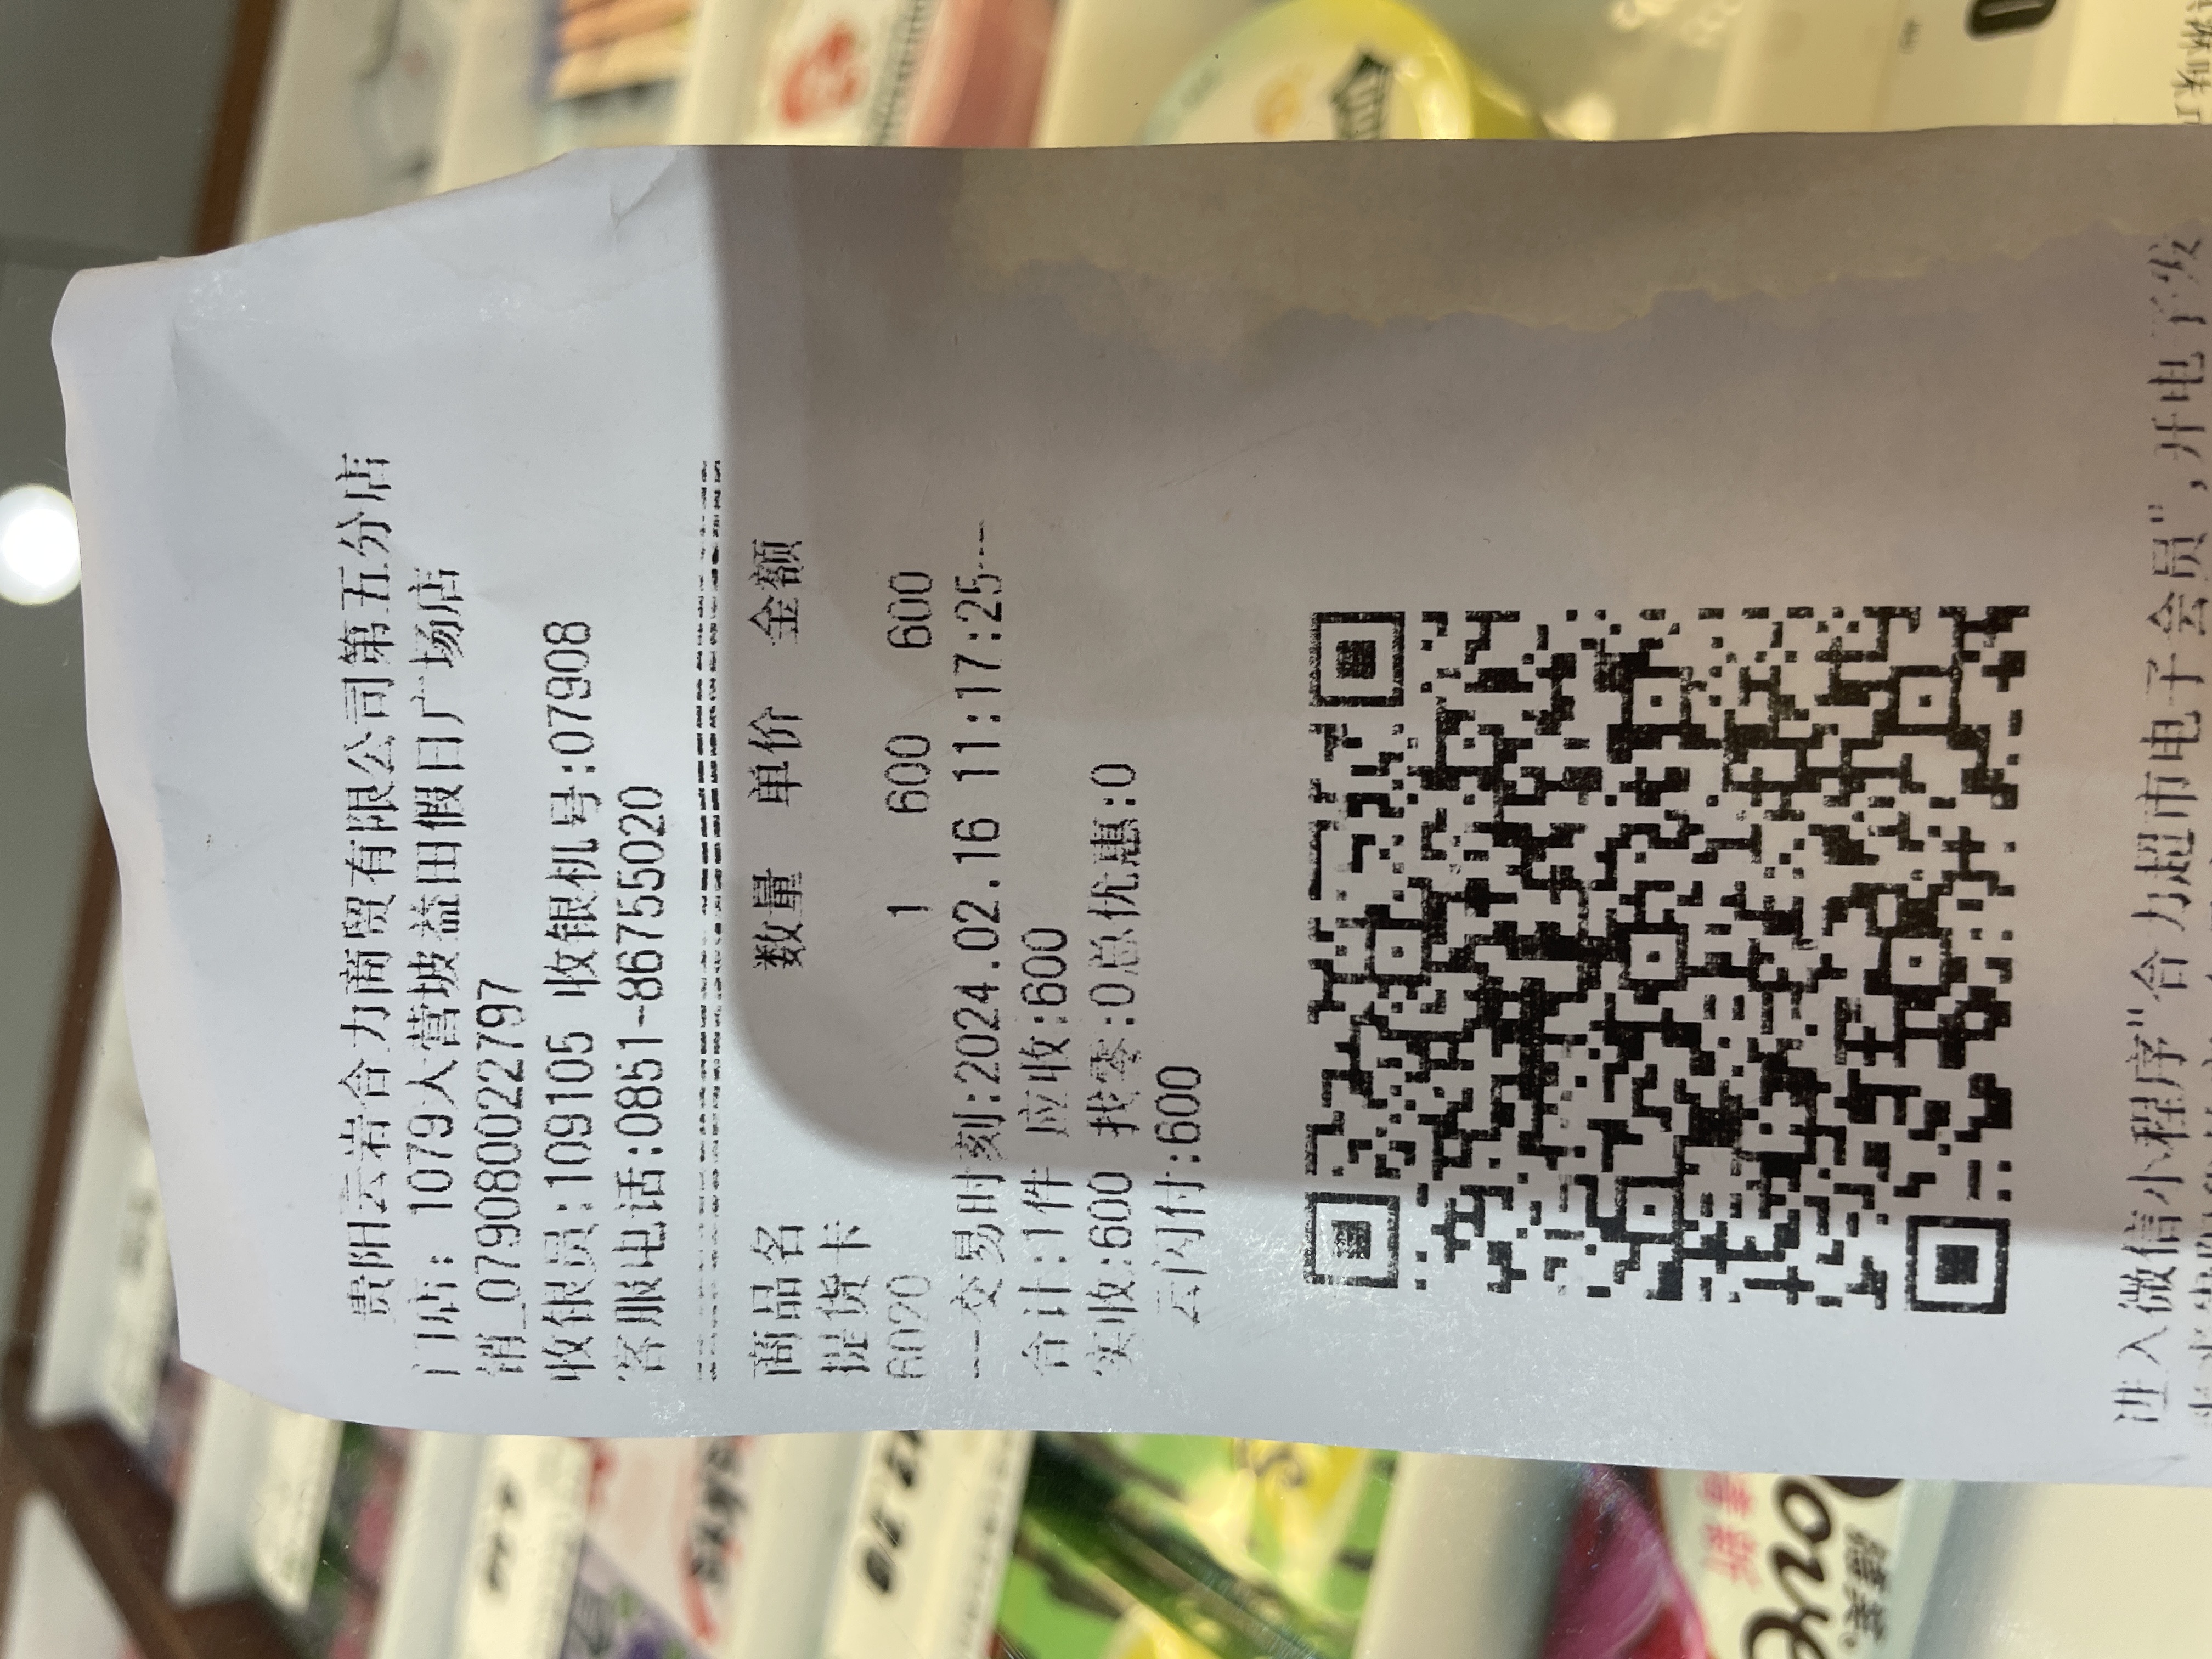 贵阳云岩合力商贸有限公司第五分店
门店: 1079大营坡益田假日广场店
销_0790800022797
收银员:109105 收银机号:07908
客服电话:0851-86755020
商品名 数量 单价 金额
提货卡
6020 1 600 600
---交易时刻:2024.02.16 11:17:25---
合计:1件 应收:600
实收:600 找零:0总优惠:0
云闪付:600
进入微信小程序"合力超市电子会员",开电子发